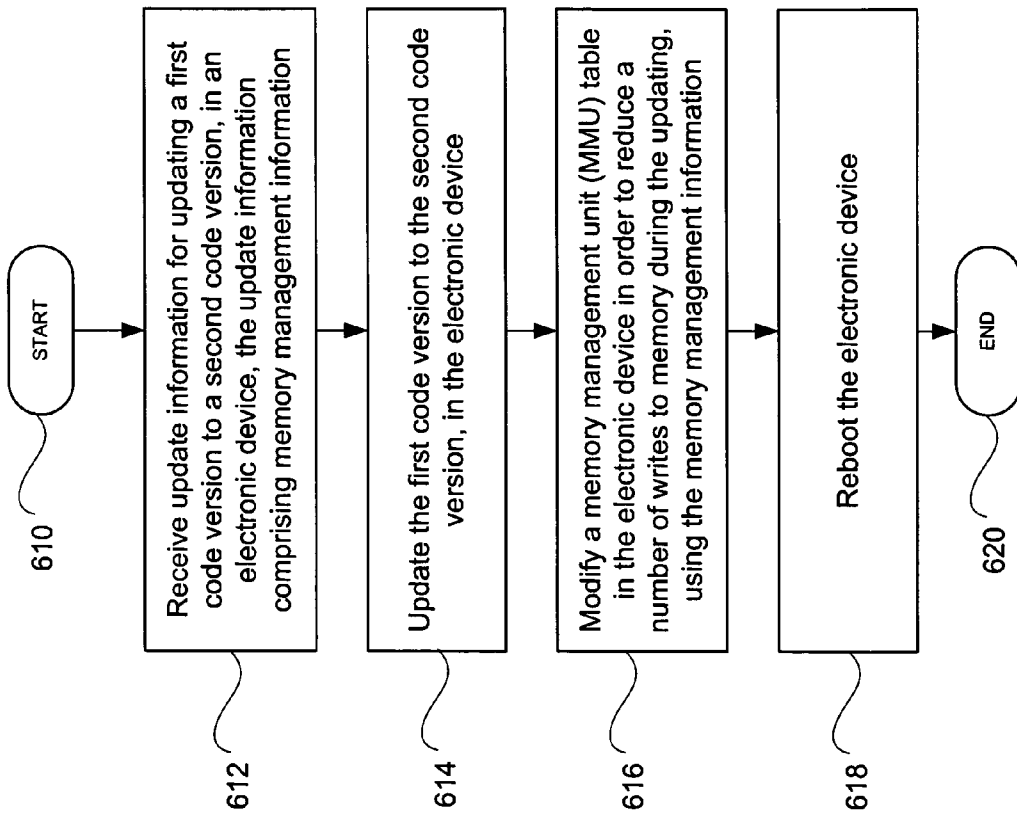 START
610
Receive update information for updating a first
code version to a second code version, in an
electronic device, the update information
comprising memory management information
612
Update the first code version to the second code
version, in the electronic device
614
Modify a memory management unit (MMU) table
in the electronic device in order to reduce a
number of writes to memory during the updating,
using the memory management information
616
Reboot the electronic device
618
END
620